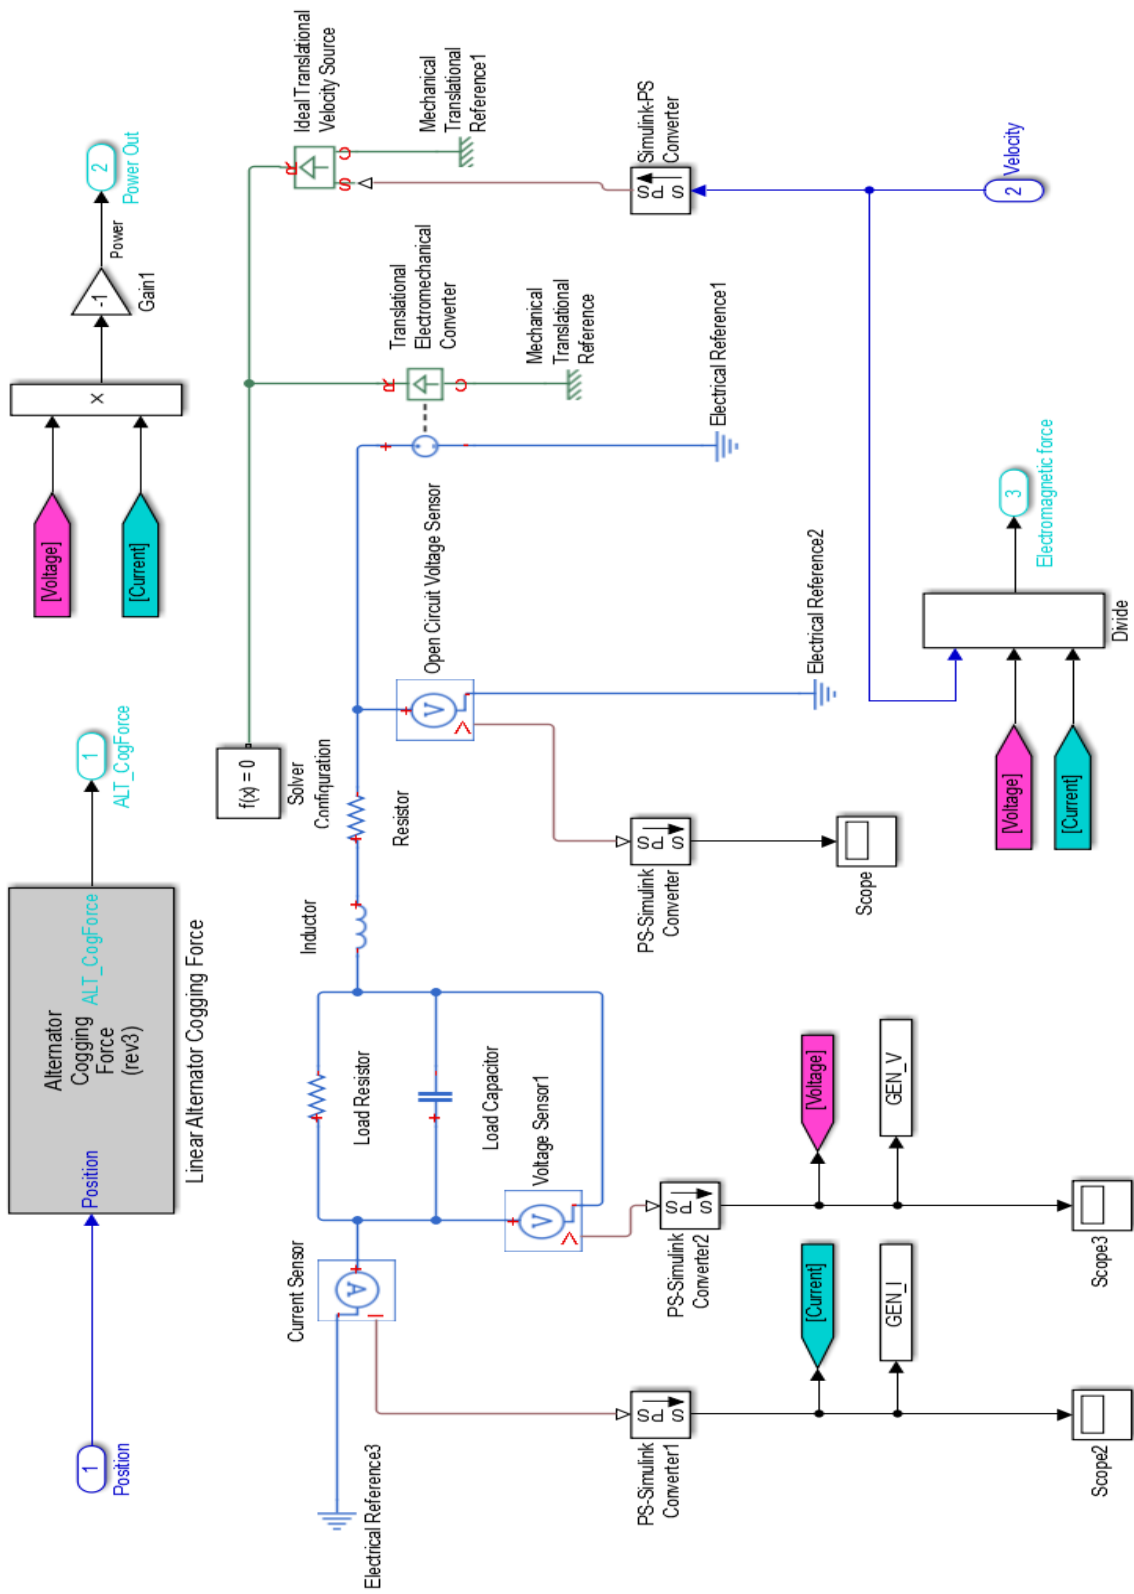 1
Position
Position
Alternator
Cogging
Force
(rev3)
ALT_CogForce
Linear Alternator Cogging Force
1
ALT_CogForce
[Voltage]
[Current]
X
-1
Gain1
Power
2
Power Out
f(x) = 0
Solver
Configuration
Electrical Reference3
Current Sensor
A
+
-
I
Load Resistor
+
-
Load Capacitor
+
-
Voltage Sensor1
V
+
-
V
Inductor
+
-
Resistor
+
-
Open Circuit Voltage Sensor
V
+
-
V
Electrical Reference2
+
-
Electrical Reference1
R
C
Translational
Electromechanical
Converter
Mechanical
Translational
Reference
Ideal Translational
Velocity Source
R
S
C
Mechanical
Translational
Reference1
S PS
Simulink-PS
Converter
2
Velocity
PS S
PS-Simulink
Converter
Scope
PS S
PS-Simulink
Converter1
[Current]
GEN_I
Scope2
PS S
PS-Simulink
Converter2
[Voltage]
GEN_V
Scope3
[Voltage]
[Current]
Divide
3
Electromagnetic force